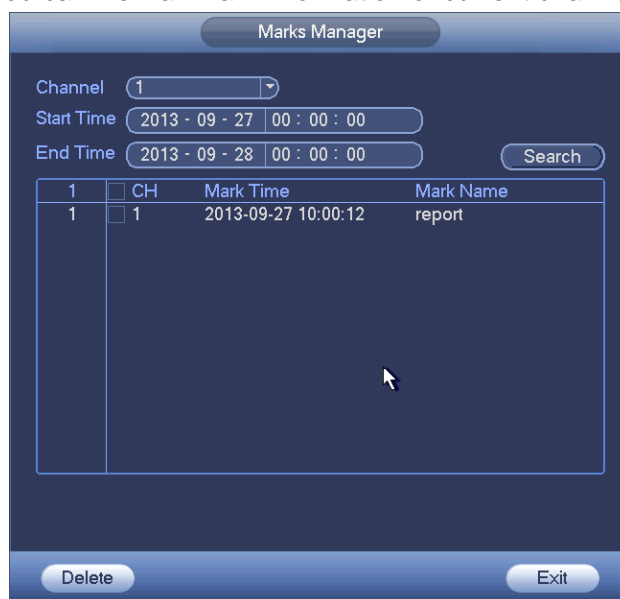 Marks Manager
Channel 1
Start Time 2013 - 09 - 27 00 : 00 : 00
End Time 2013 - 09 - 28 00 : 00 : 00
Search
1 CH Mark Time Mark Name
1 1 2013-09-27 10:00:12 report
Delete Exit